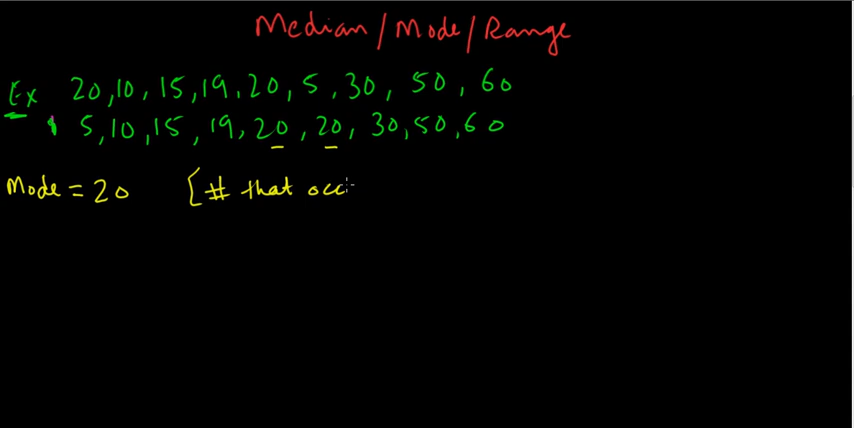 Median/Mode/Range
Ex 20, 10, 15, 19, 20, 5, 30, 50, 60
5, 10, 15, 19, 20, 20, 30, 50, 60
Mode = 20 [# that occ